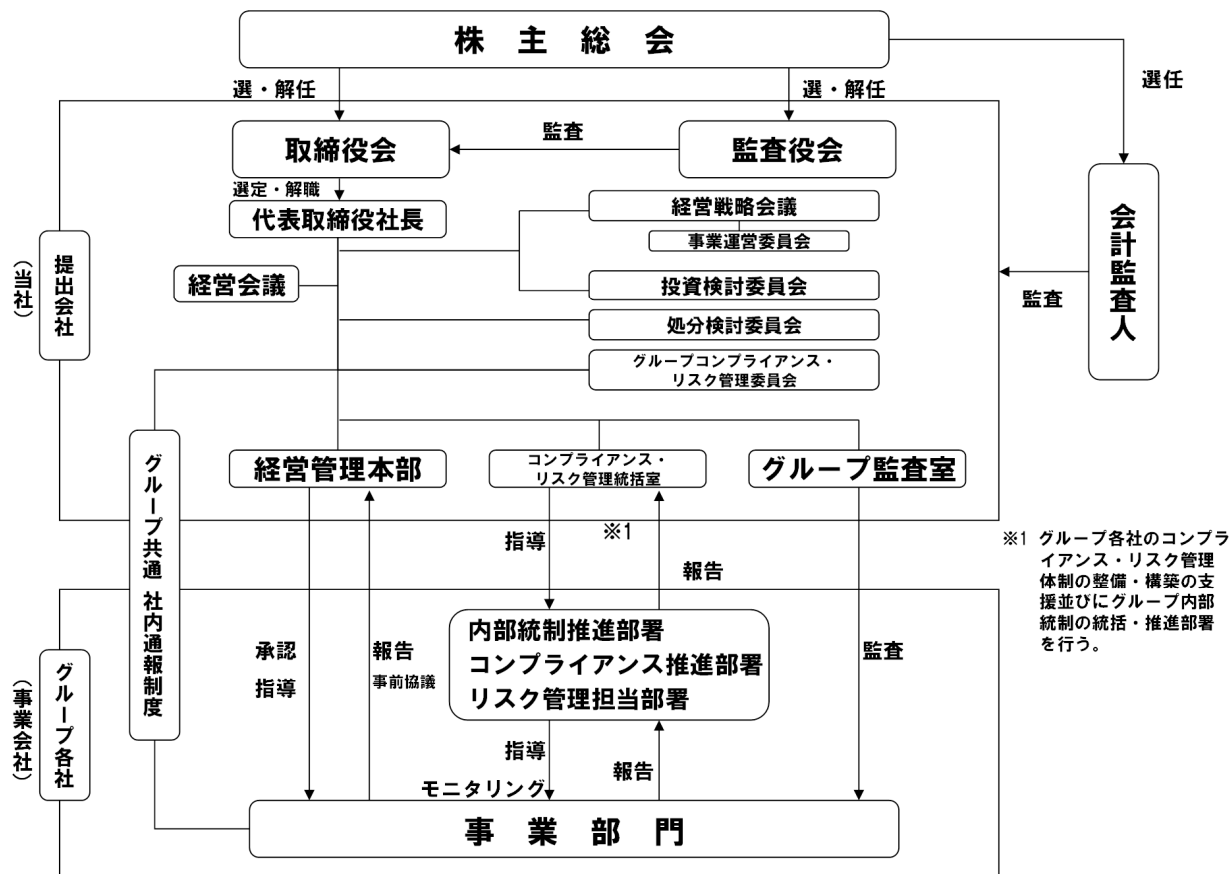 株主総会
選・解任
選・解任
選任
取締役会
監査
監査役会
選定・解職
代表取締役社長
経営戦略会議
事業運営委員会
経営会議
投資検討委員会
処分検討委員会
グループコンプライアンス・
リスク管理委員会
提出会社
(当社)
会計監査人
監査
経営管理本部
コンプライアンス・
リスク管理統括室
グループ監査室
グループ共通 社内通報制度
指導
※1
報告
※1 グループ各社のコンプラ
イアンス・リスク管理
体制の整備・構築の支
援並びにグループ内部
統制の統括・推進部署
を行う。
承認
指導
報告
事前協議
内部統制推進部署
コンプライアンス推進部署
リスク管理担当部署
監査
グループ各社
(事業会社)
指導
モニタリング
報告
事業部門